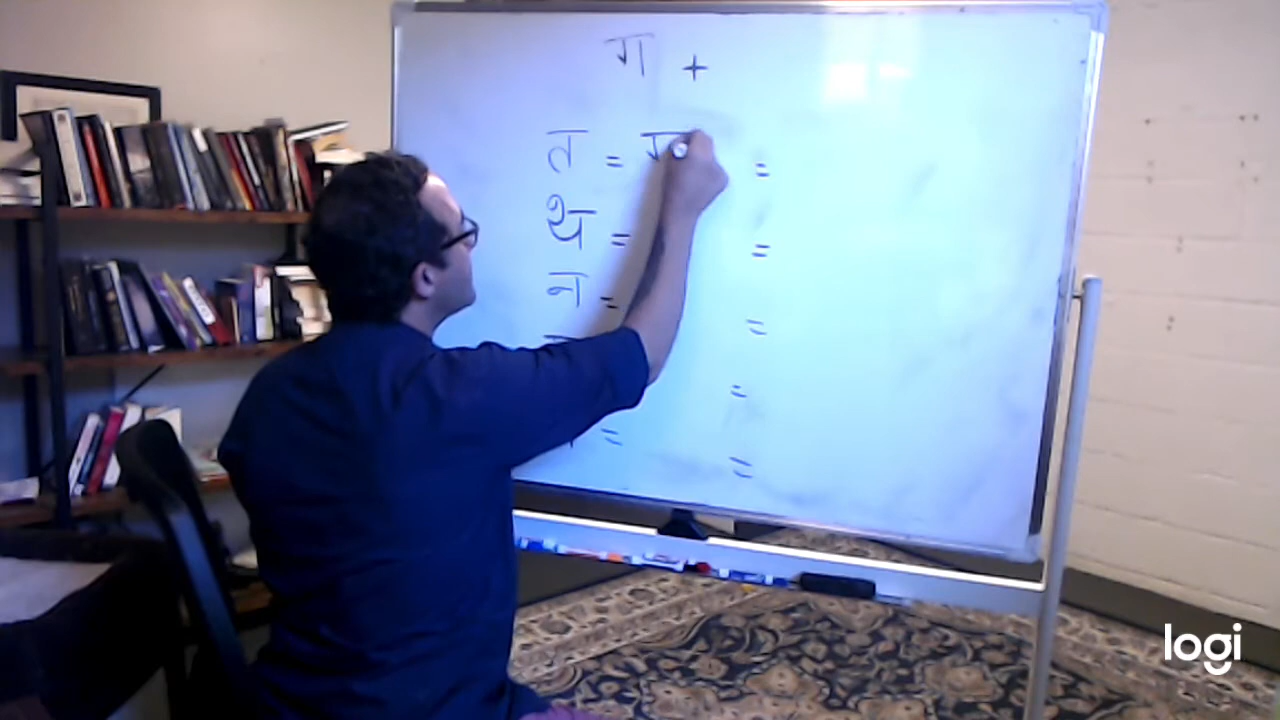 ग +
त = ग =
थ = =
न = =
=
= =
logi